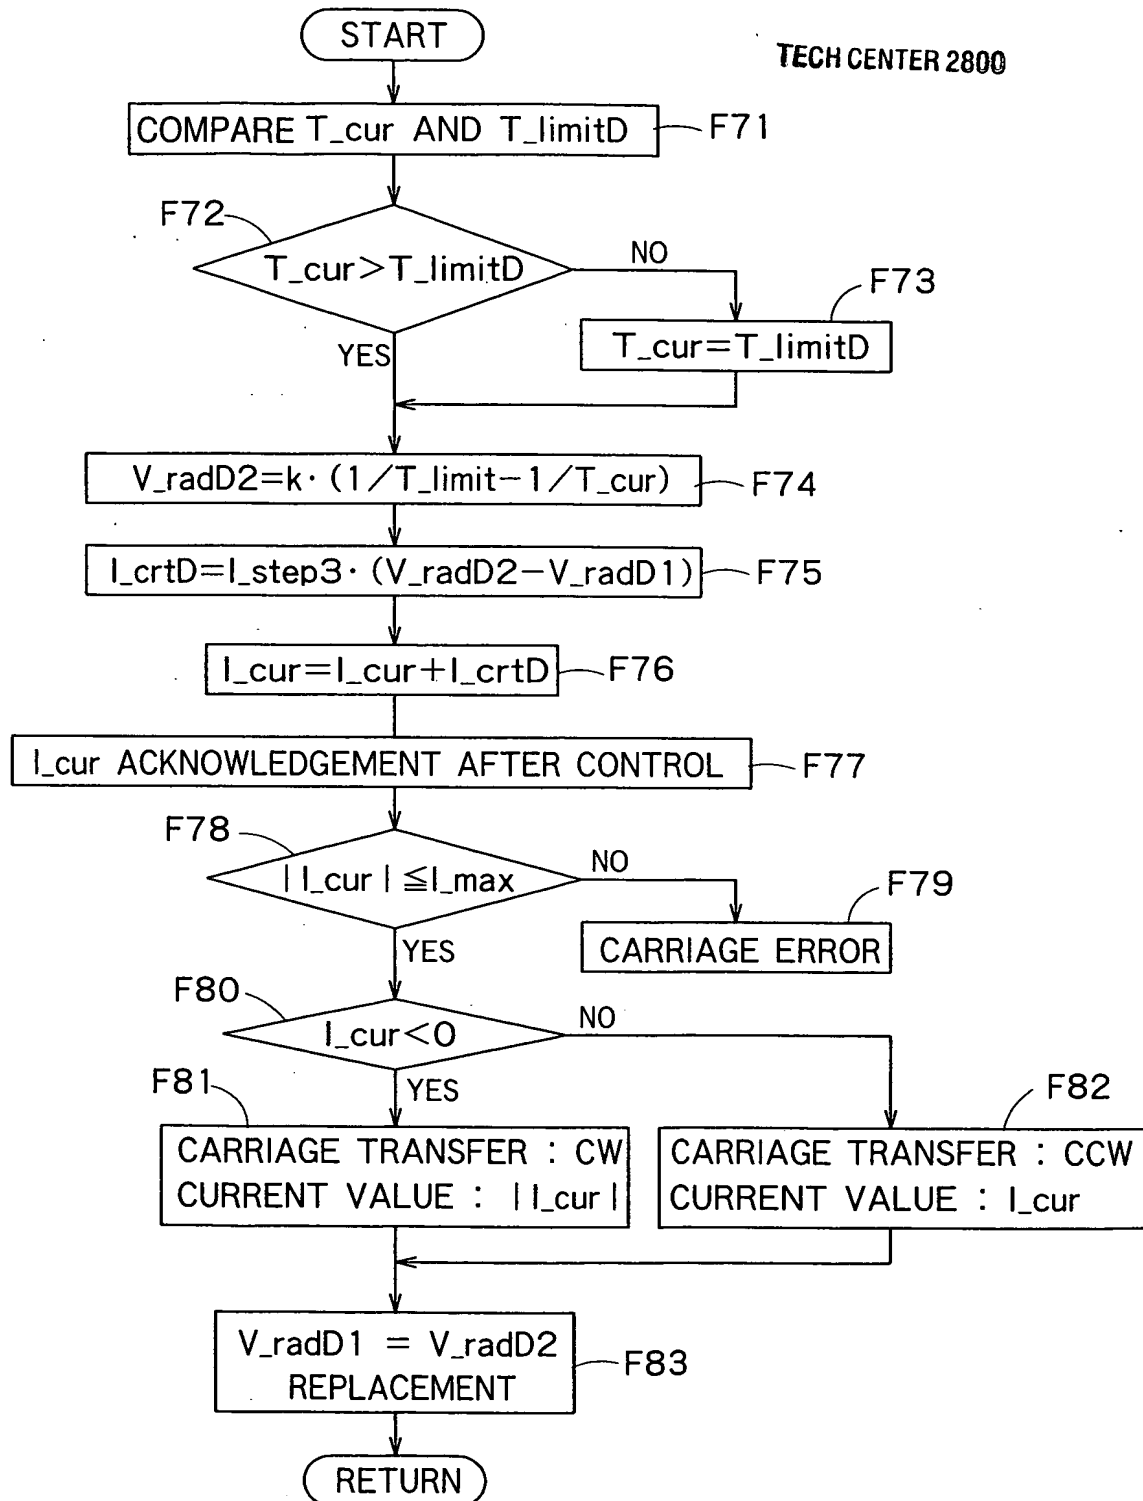 START
TECH CENTER 2800
COMPARE T_cur AND T_limitD
F71
F72
T_cur>T_limitD
NO
F73
T_cur=T_limitD
YES
V_radD2=k·(1/T_limit-1/T_cur)
F74
I_crtD=I_step3·(V_radD2-V_radD1)
F75
I_cur=I_cur+I_crtD
F76
I_cur ACKNOWLEDGEMENT AFTER CONTROL
F77
F78
|I_cur|≦I_max
NO
F79
CARRIAGE ERROR
YES
F80
I_cur<0
NO
F81
YES
F82
CARRIAGE TRANSFER : CW
CURRENT VALUE : |I_cur|
CARRIAGE TRANSFER : CCW
CURRENT VALUE : I_cur
V_radD1 = V_radD2
REPLACEMENT
F83
RETURN